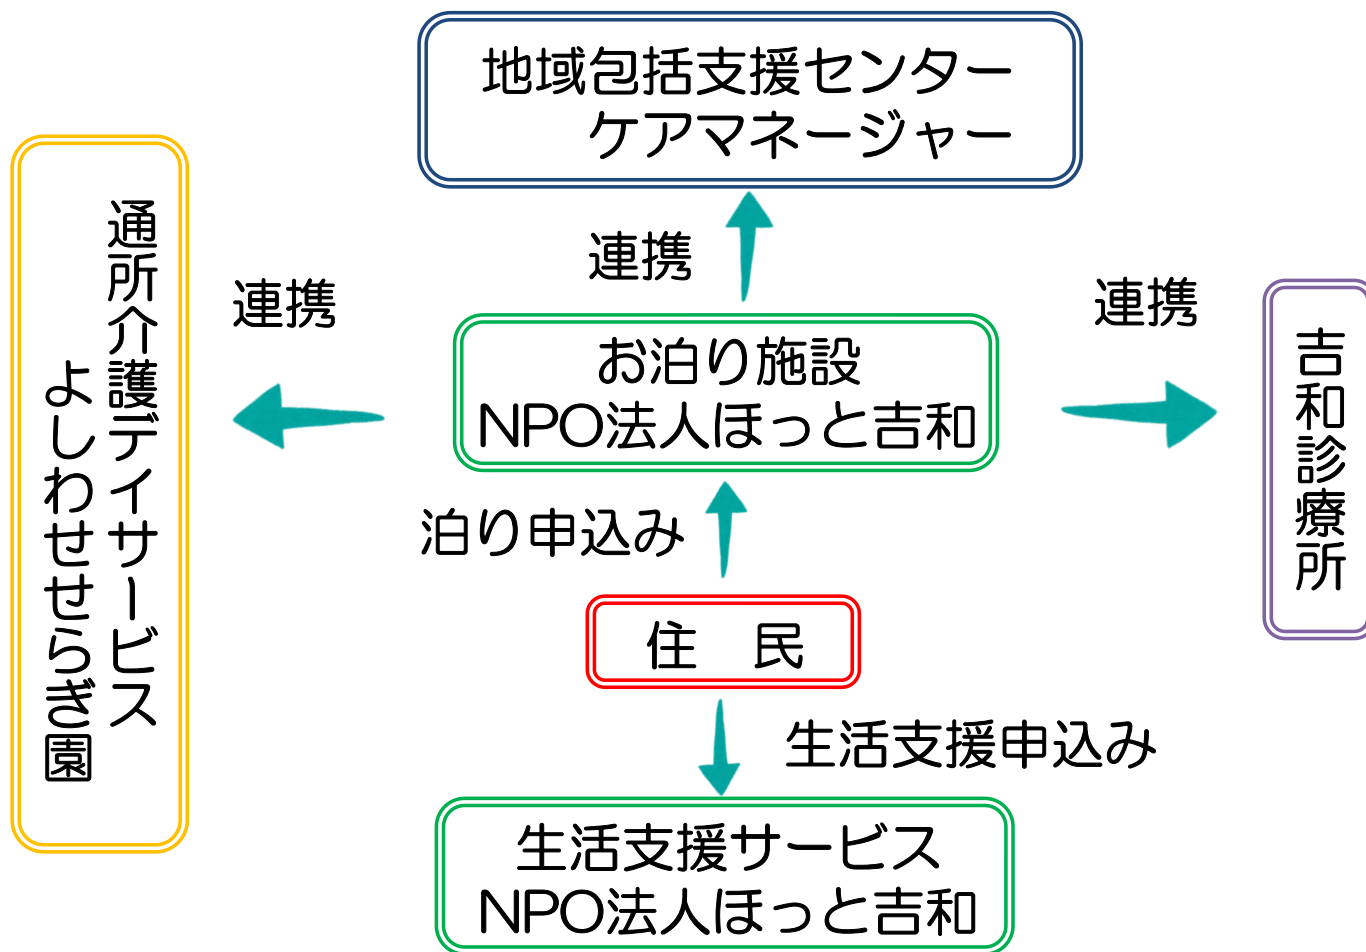 地域包括支援センター
ケアマネージャー
通所介護デイサービス
よしわせせらぎ園
連携
連携
連携
お泊り施設
NPO法人ほっと吉和
吉和診療所
泊り申込み
住　民
生活支援申込み
生活支援サービス
NPO法人ほっと吉和